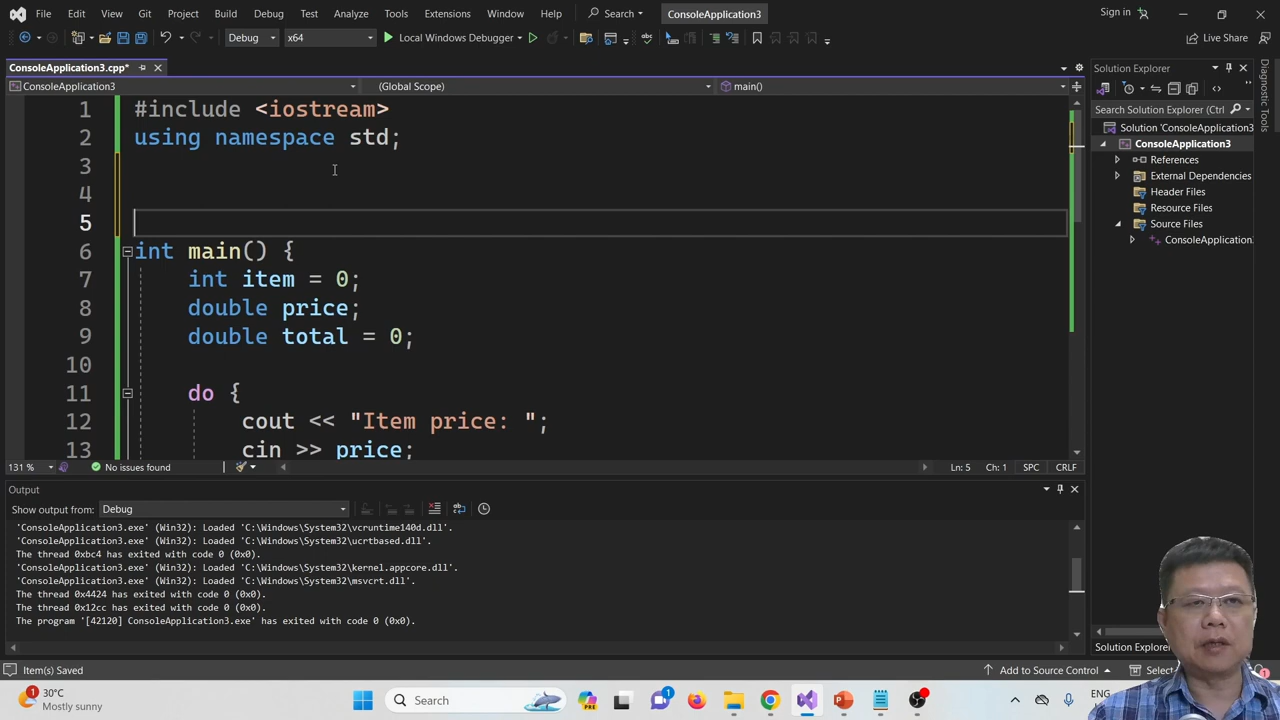 File Edit View Git Project Build Debug Test Analyze Tools Extensions Window Help Search ConsoleApplication3 Sign in
Debug x64 Local Windows Debugger Live Share
ConsoleApplication3.cpp*
ConsoleApplication3 (Global Scope) main()
1 #include <iostream>
2 using namespace std;
3
4
5
6 int main() {
7 int item = 0;
8 double price;
9 double total = 0;
10
11 do {
12 cout << "Item price: ";
13 cin >> price;
131 % No issues found Ln: 5 Ch: 1 SPC CRLF
Output
Show output from: Debug
'ConsoleApplication3.exe' (Win32): Loaded 'C:\Windows\System32\vcruntime140d.dll'.
'ConsoleApplication3.exe' (Win32): Loaded 'C:\Windows\System32\ucrtbased.dll'.
The thread 0xbc4 has exited with code 0 (0x0).
'ConsoleApplication3.exe' (Win32): Loaded 'C:\Windows\System32\kernel.appcore.dll'.
'ConsoleApplication3.exe' (Win32): Loaded 'C:\Windows\System32\msvcrt.dll'.
The thread 0x4424 has exited with code 0 (0x0).
The thread 0x12cc has exited with code 0 (0x0).
The program '[42120] ConsoleApplication3.exe' has exited with code 0 (0x0).
Solution Explorer
Search Solution Explorer (Ctrl
Solution 'ConsoleApplication3
ConsoleApplication3
References
External Dependencies
Header Files
Resource Files
Source Files
ConsoleApplication.
Solution Explorer
Diagnostic Tools
Item(s) Saved Add to Source Control Select
1 30°C
Mostly sunny
Search PRE 1 ENG